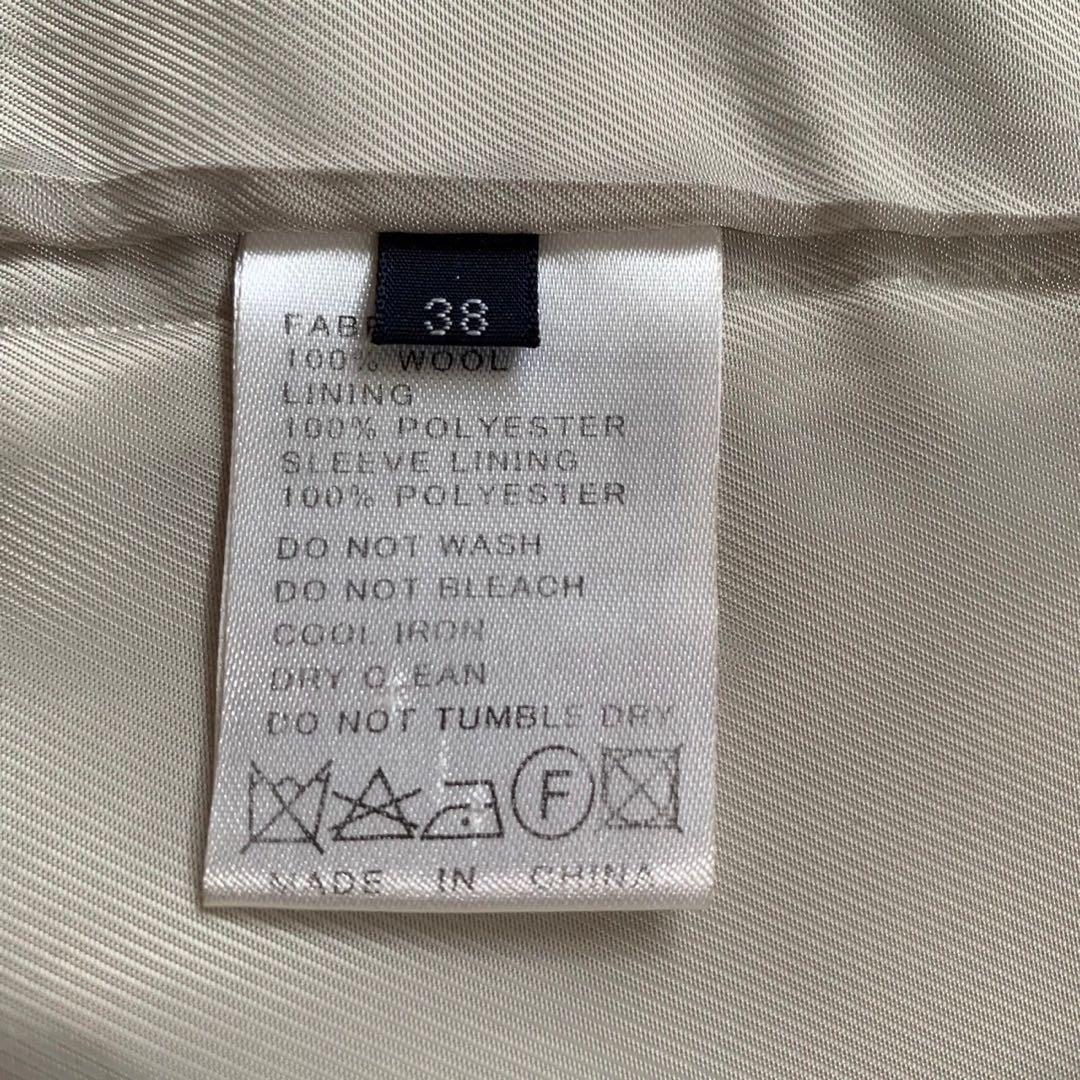 38
FAB
100% WOOL
LINING
100% POLYESTER
SLEEVE LINING
100% POLYESTER
DO NOT WASH
DO NOT BLEACH
COOL IRON
DRY CLEAN
DO NOT TUMBLE DRY
F
MADE IN CHINA